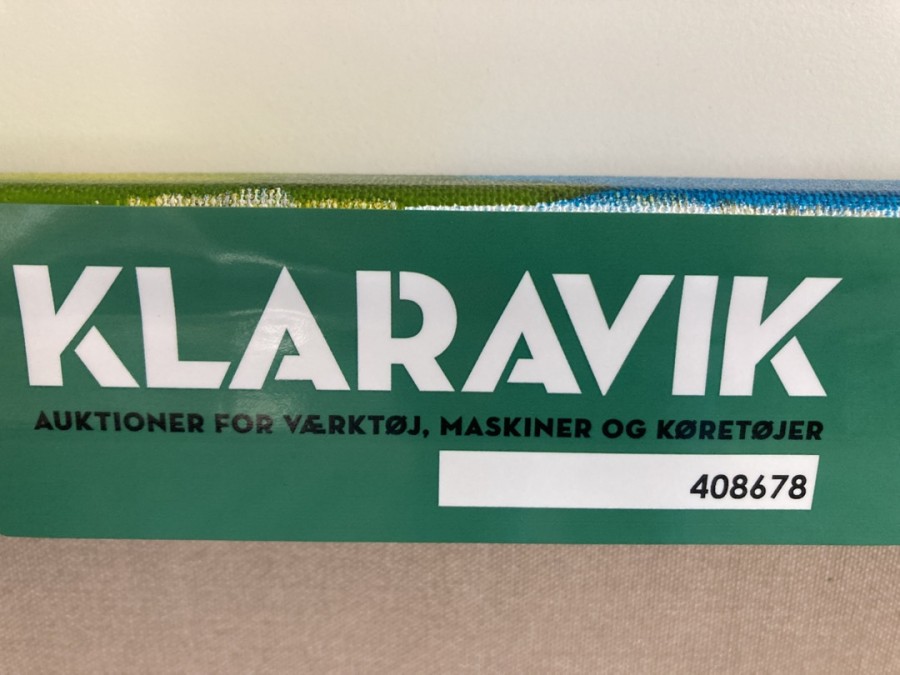 KLARAVIK
AUKTIONER FOR VÆRKTØJ, MASKINER OG KØRETØJER
408678